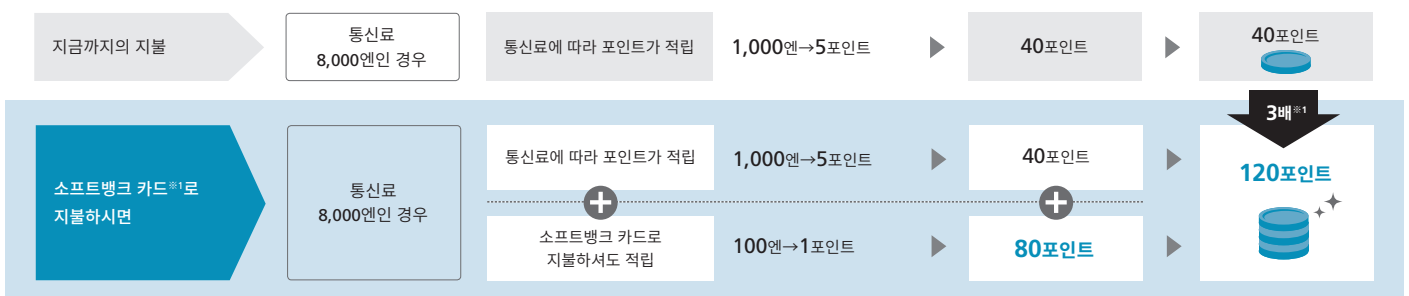 지금까지의 지불
통신료
8,000엔인 경우
통신료에 따라 포인트가 적립
1,000엔→5포인트
40포인트
40포인트
3배※1
소프트뱅크 카드※1로
지불하시면
통신료
8,000엔인 경우
통신료에 따라 포인트가 적립
1,000엔→5포인트
40포인트
120포인트
소프트뱅크 카드로
지불하셔도 적립
100엔→1포인트
80포인트